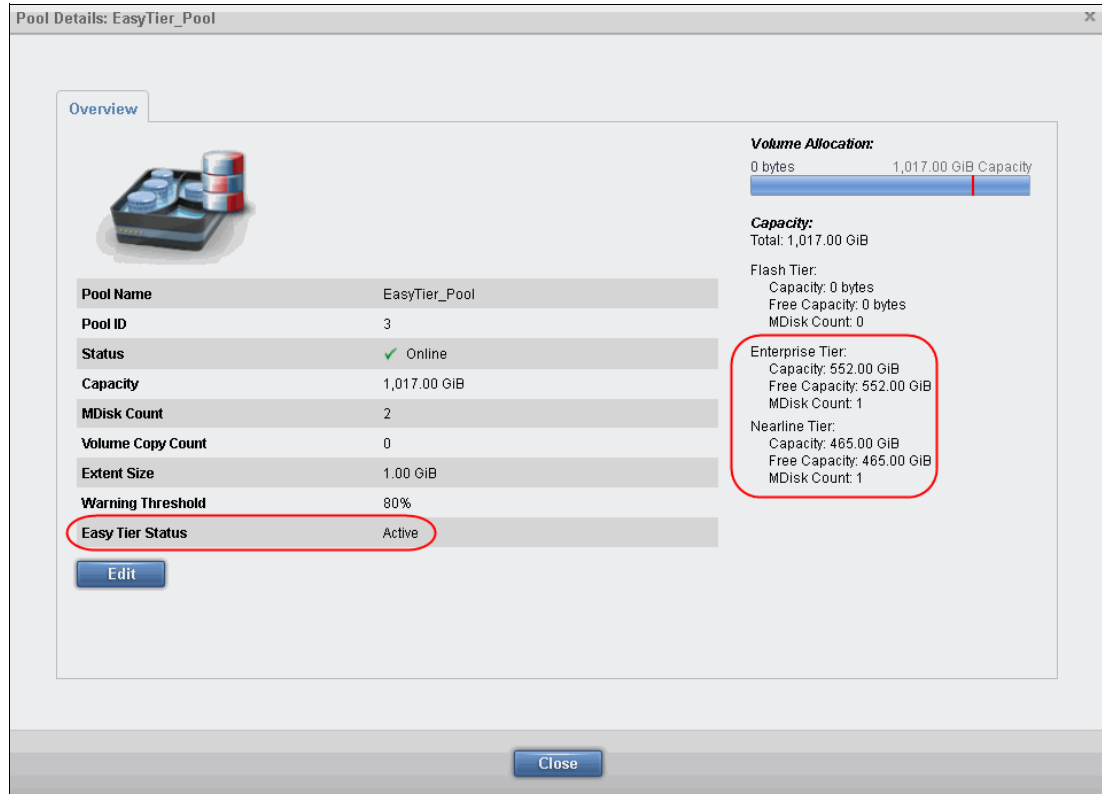 Pool Details: EasyTier_Pool
x
Overview
Pool Name EasyTier_Pool
Pool ID 3
Status ✓ Online
Capacity 1,017.00 GiB
MDisk Count 2
Volume Copy Count 0
Extent Size 1.00 GiB
Warning Threshold 80%
Easy Tier Status Active
Edit
Volume Allocation:
0 bytes 1,017.00 GiB Capacity
Capacity:
Total: 1,017.00 GiB
Flash Tier:
Capacity: 0 bytes
Free Capacity: 0 bytes
MDisk Count: 0
Enterprise Tier:
Capacity: 552.00 GiB
Free Capacity: 552.00 GiB
MDisk Count: 1
Nearline Tier:
Capacity: 465.00 GiB
Free Capacity: 465.00 GiB
MDisk Count: 1
Close